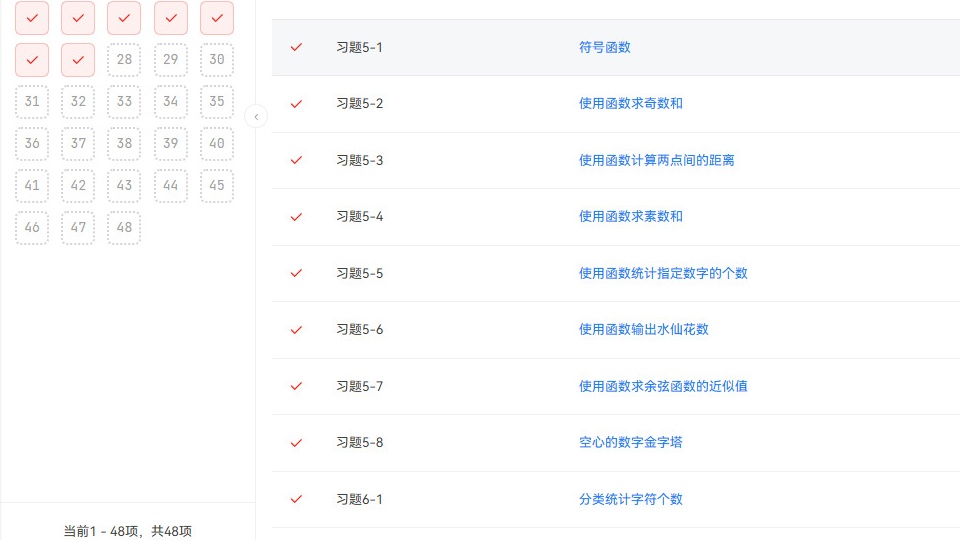 28 29 30
31 32 33 34 35
36 37 38 39 40
41 42 43 44 45
46 47 48
当前1 - 48项，共48项
习题5-1 符号函数
习题5-2 使用函数求奇数和
习题5-3 使用函数计算两点间的距离
习题5-4 使用函数求素数和
习题5-5 使用函数统计指定数字的个数
习题5-6 使用函数输出水仙花数
习题5-7 使用函数求余弦函数的近似值
习题5-8 空心的数字金字塔
习题6-1 分类统计字符个数